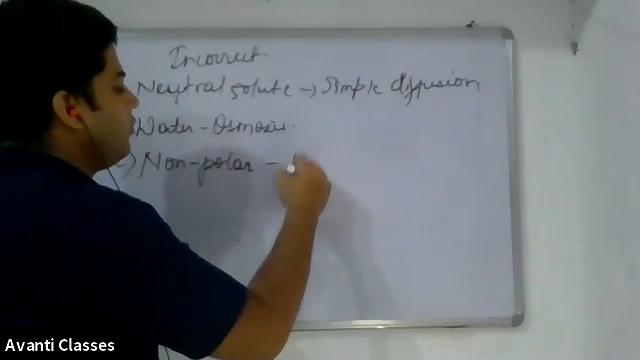 Incorrect
Neutral solute → Simple diffusion
Water - Osmosis.
Non-polar -
Avanti Classes